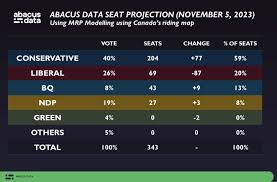 abacus data
ABACUS DATA SEAT PROJECTION (NOVEMBER 5, 2023)
Using MRP Modelling using Canada's riding map
VOTE SEATS CHANGE % OF SEATS
CONSERVATIVE 40% 204 +77 59%
LIBERAL 26% 69 -87 20%
BQ 8% 43 +9 13%
NDP 19% 27 +3 8%
GREEN 4% 0 -2 0%
OTHERS 5% 0 0 0%
TOTAL 100% 343 - 100%
ABACUS DATA